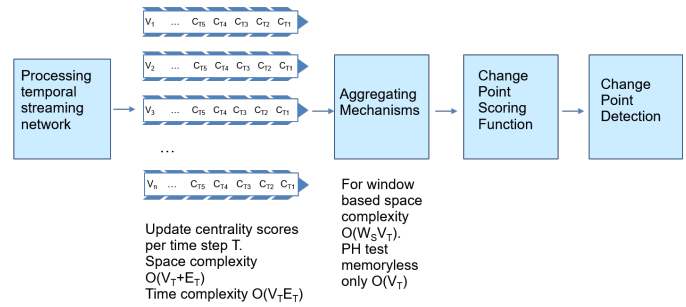 Processing
temporal
streaming
network
V1 ... CT5 CT4 CT3 CT2 CT1
V2 ... CT5 CT4 CT3 CT2 CT1
V3 ... CT5 CT4 CT3 CT2 CT1
...
Vn ... CT5 CT4 CT3 CT2 CT1
Update centrality scores
per time step T.
Space complexity
O(VT+ET)
Time complexity O(VTET)
Aggregating
Mechanisms
For window
based space
complexity
O(WSVT).
PH test
memoryless
only O(VT)
Change
Point
Scoring
Function
Change
Point
Detection